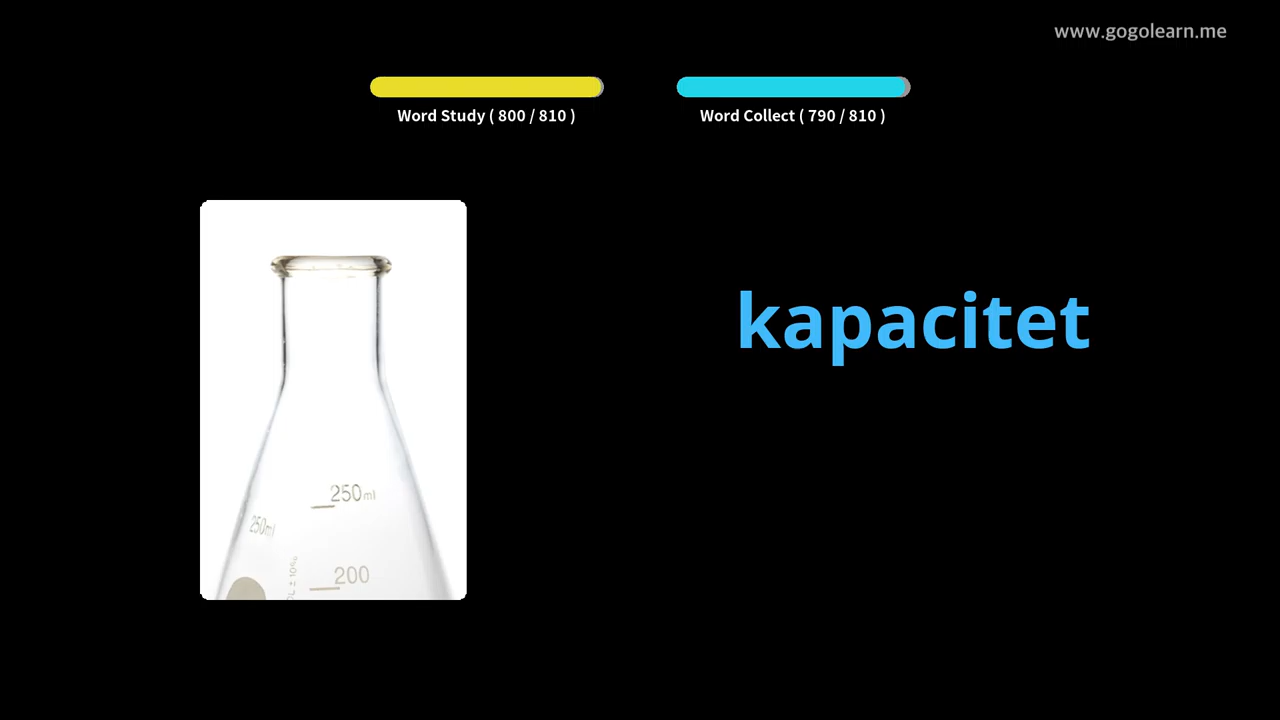 www.gogolearn.me
Word Study ( 800 / 810 )
Word Collect ( 790 / 810 )
kapacitet
250ml
250ml
200